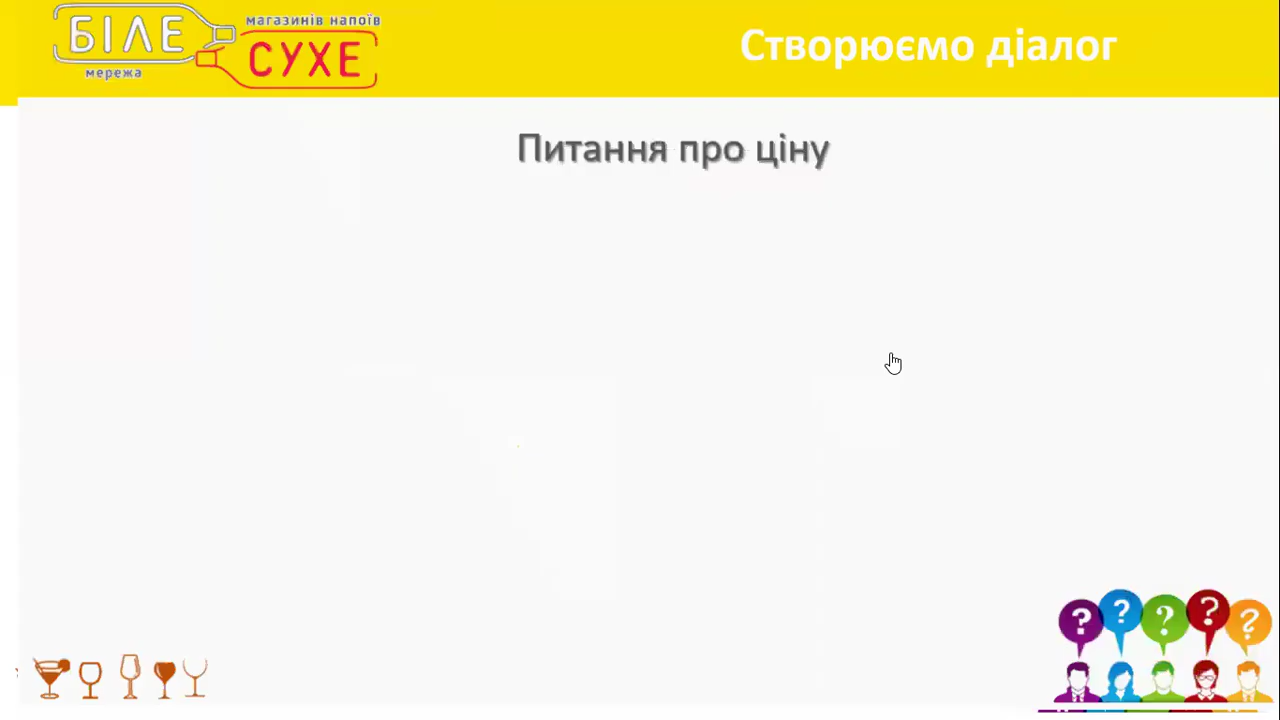 БІЛЕ
мережа
магазинів напоїв
СУХЕ
Створюємо діалог
Питання про ціну
? ? ? ? ?